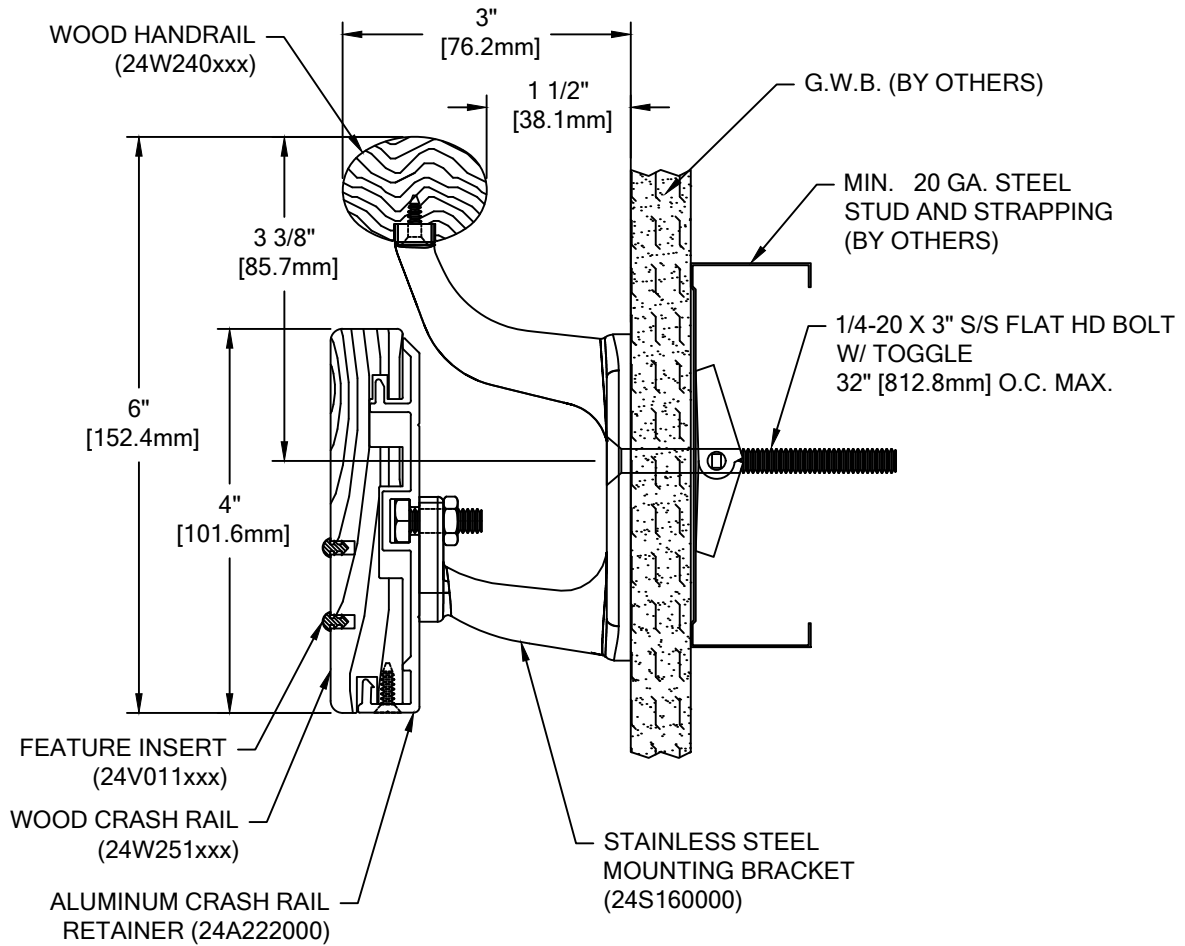 WOOD HANDRAIL
(24W240xxx)
3"
[76.2mm]
1 1/2"
[38.1mm]
G.W.B. (BY OTHERS)
MIN. 20 GA. STEEL
STUD AND STRAPPING
(BY OTHERS)
3 3/8"
[85.7mm]
1/4-20 X 3" S/S FLAT HD BOLT
W/ TOGGLE
32" [812.8mm] O.C. MAX.
6"
[152.4mm]
4"
[101.6mm]
FEATURE INSERT
(24V011xxx)
WOOD CRASH RAIL
(24W251xxx)
ALUMINUM CRASH RAIL
RETAINER (24A222000)
STAINLESS STEEL
MOUNTING BRACKET
(24S160000)